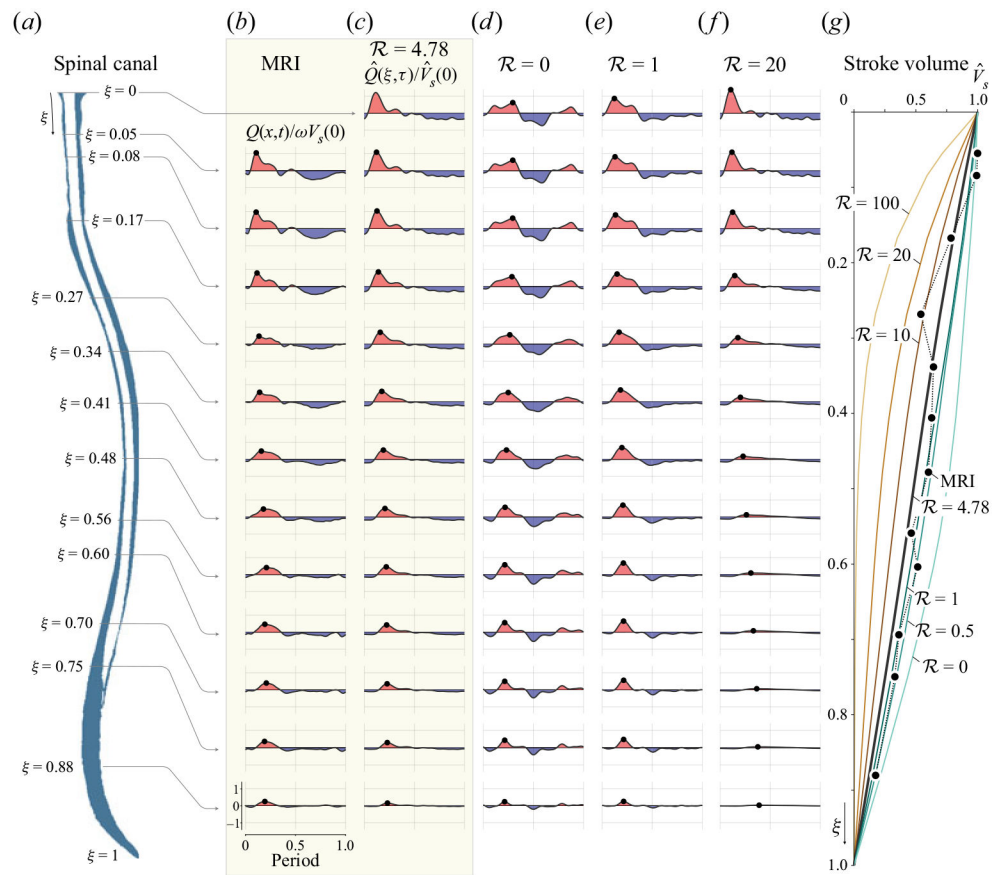 (a)
(b)
(c)
(d)
(e)
(f)
(g)
Spinal canal
MRI
ℛ = 4.78
Q̂(ξ,τ)/V̂ₛ(0)
ℛ = 0
ℛ = 1
ℛ = 20
Stroke volume
V̂ₛ
0
0.5
1.0
ξ
ξ = 0
ξ = 0.05
ξ = 0.08
ξ = 0.17
ξ = 0.27
ξ = 0.34
ξ = 0.41
ξ = 0.48
ξ = 0.56
ξ = 0.60
ξ = 0.70
ξ = 0.75
ξ = 0.88
ξ = 1
Q(x,t)/ωVₛ(0)
1
0
−1
0
1.0
Period
ℛ = 100
0.2
ℛ = 20
ℛ = 10
0.4
MRI
ℛ = 4.78
0.6
ℛ = 1
ℛ = 0.5
ℛ = 0
0.8
ξ
1.0